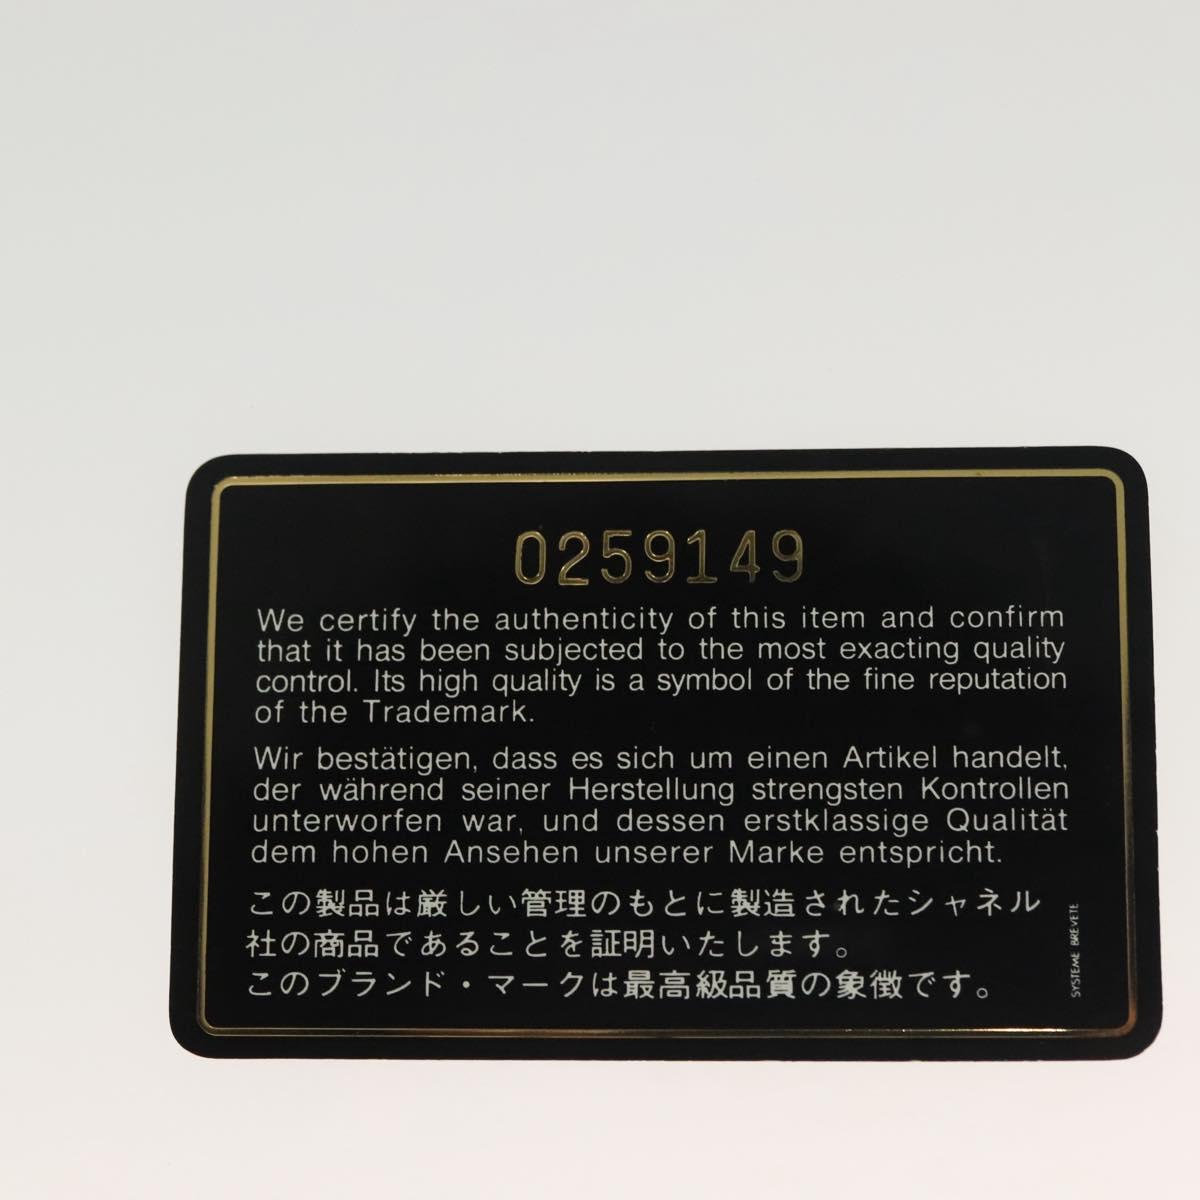 0259149
We certify the authenticity of this item and confirm
that it has been subjected to the most exacting quality
control. Its high quality is a symbol of the fine reputation
of the Trademark.
Wir bestätigen, dass es sich um einen Artikel handelt,
der während seiner Herstellung strengsten Kontrollen
unterworfen war, und dessen erstklassige Qualität
dem hohen Ansehen unserer Marke entspricht.
この製品は厳しい管理のもとに製造されたシャネル
社の商品であることを証明いたします。
このブランド・マークは最高級品質の象徴です。
SYSTEME BREVETE